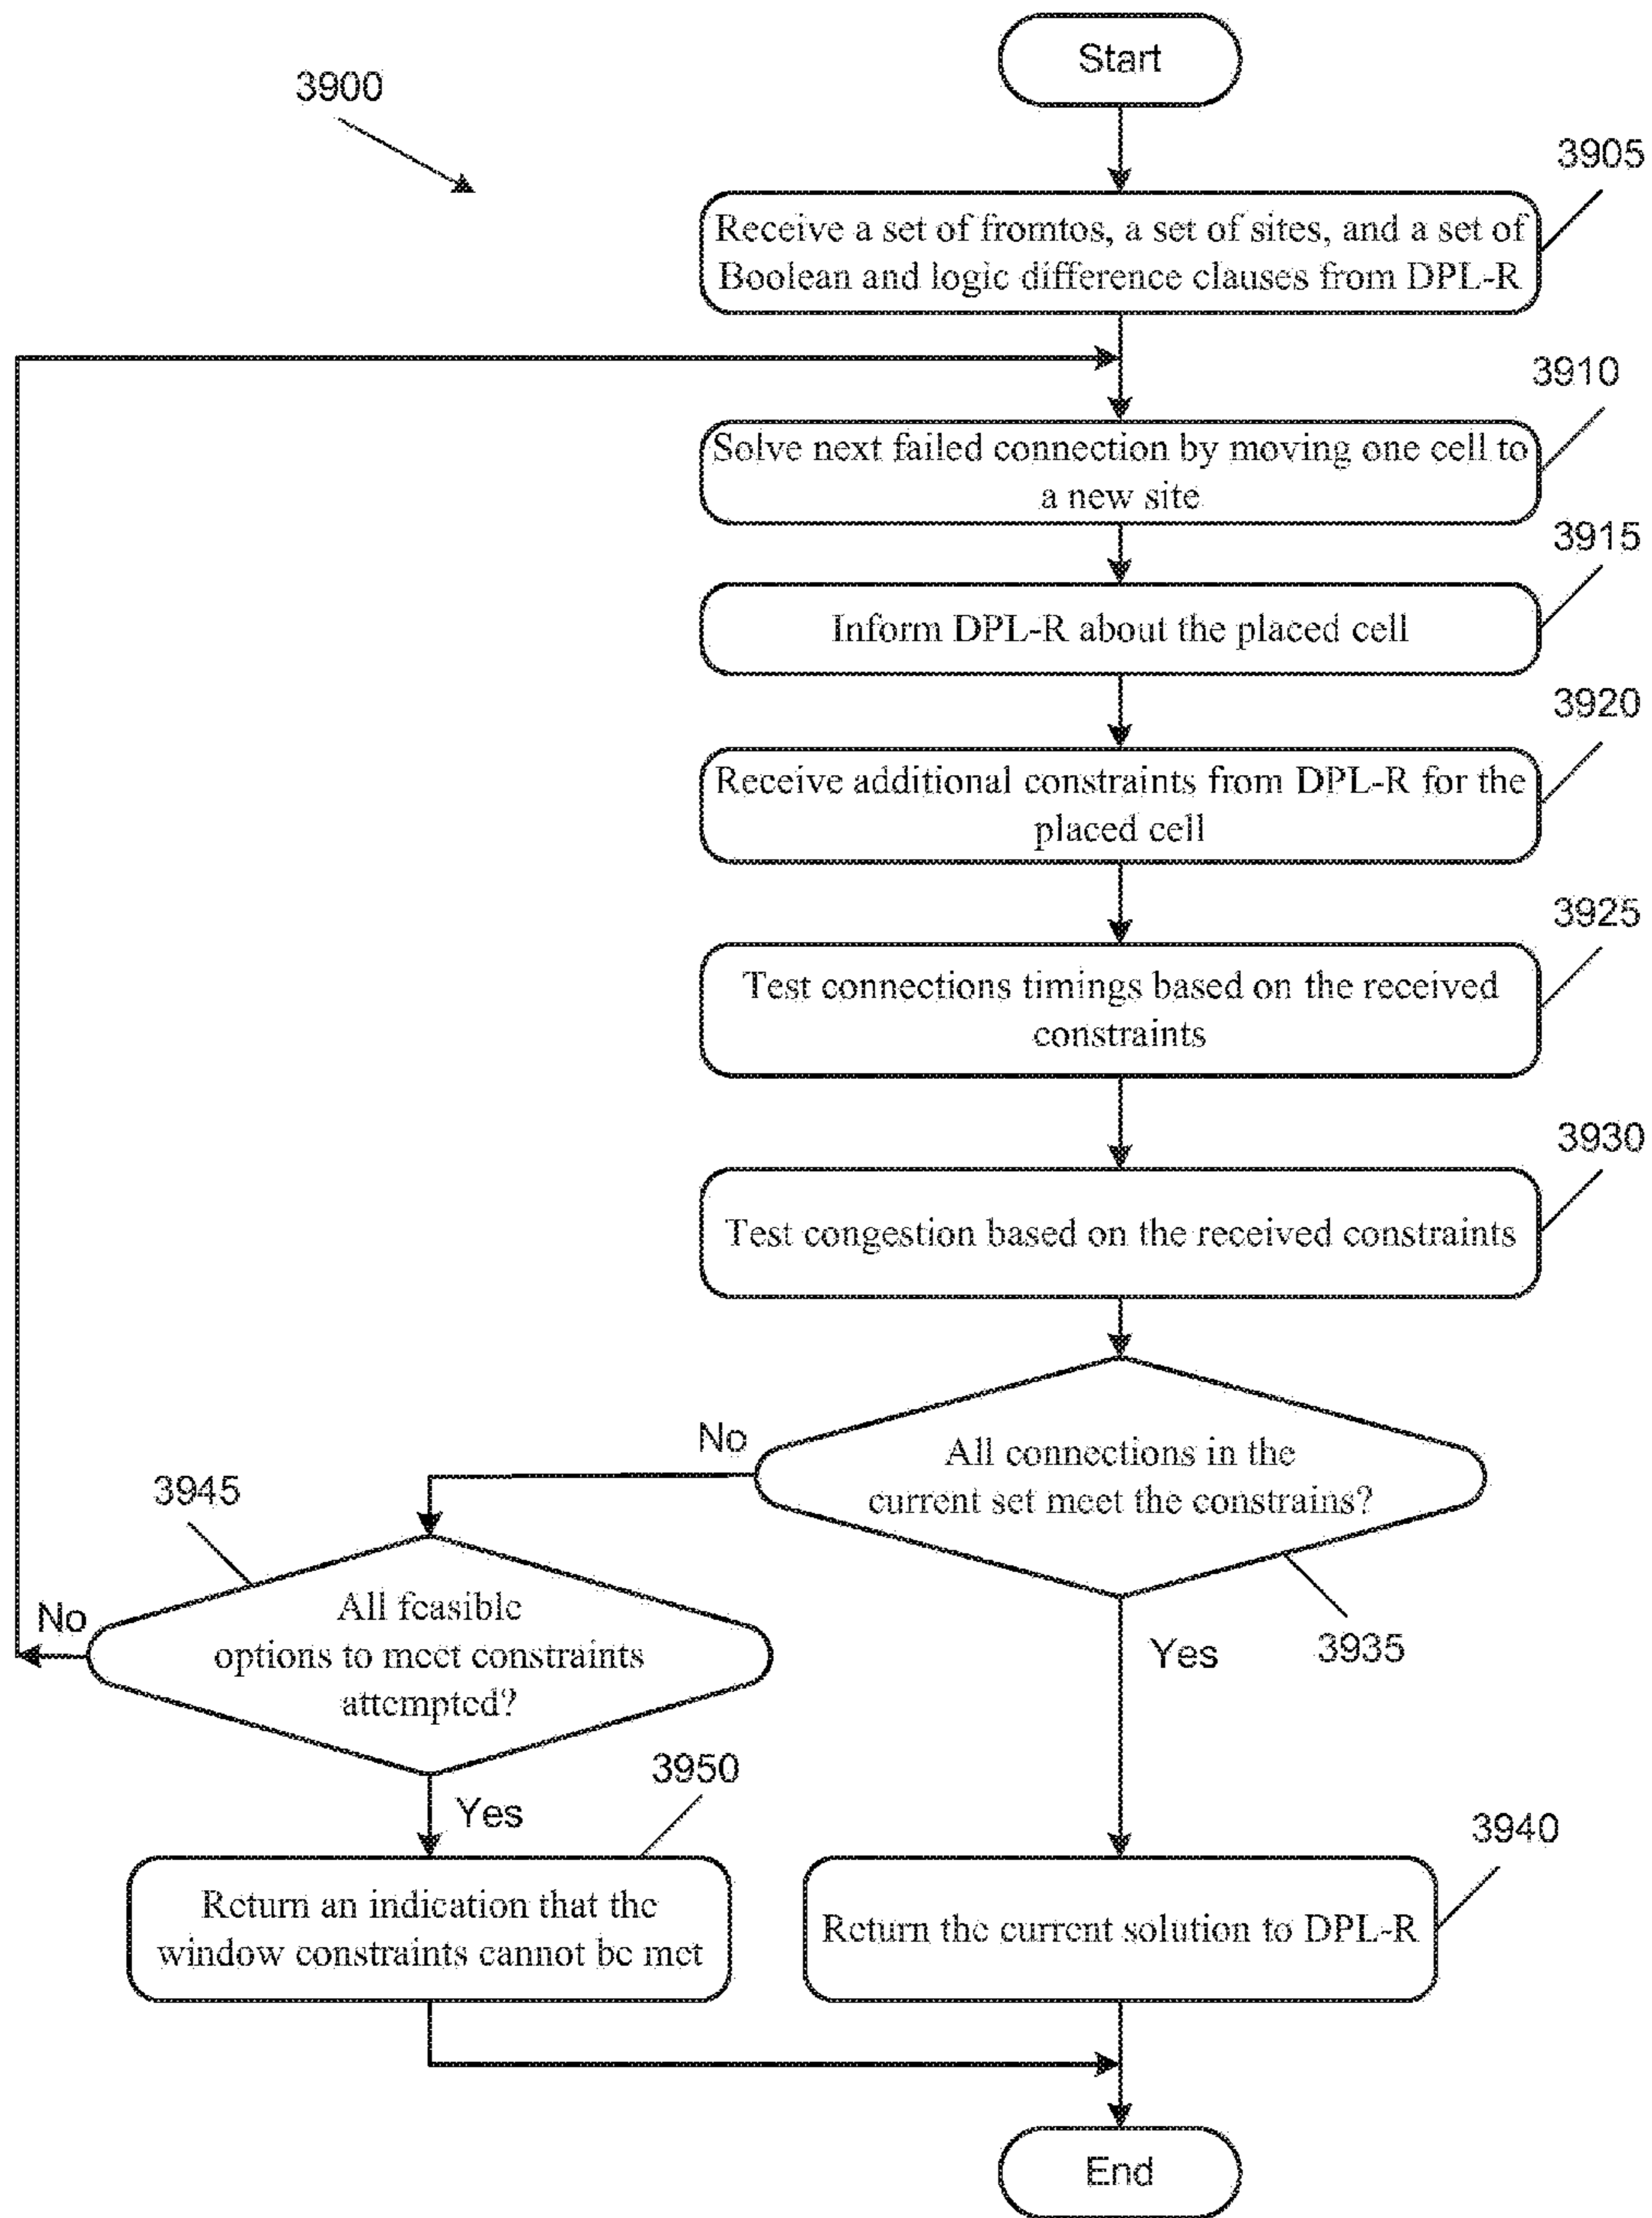 Start
3900
3905
Receive a set of fromtos, a set of sites, and a set of
Boolean and logic difference clauses from DPL-R
3910
Solve next failed connection by moving one cell to
a new site
3915
Inform DPL-R about the placed cell
3920
Receive additional constraints from DPL-R for the
placed cell
3925
Test connections timings based on the received
constraints
3930
Test congestion based on the received constraints
No
All connections in the
current set meet the constrains?
3935
3945
No
All feasible
options to meet constraints
attempted?
Yes
Yes
3950
Return an indication that the
window constraints cannot be met
3940
Return the current solution to DPL-R
End